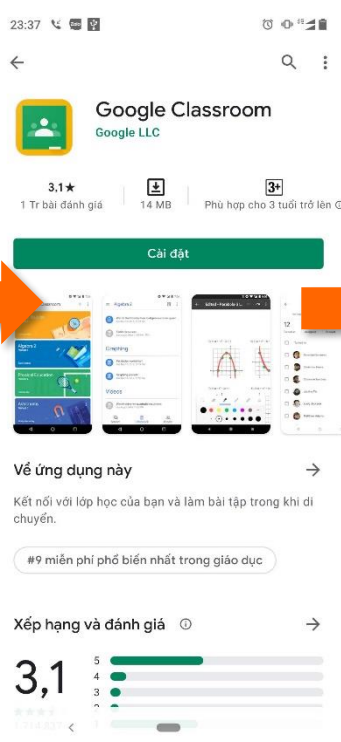 23:37
Google Classroom
Google LLC
3,1★
1 Tr bài đánh giá
14 MB
3+
Phù hợp cho 3 tuổi trở lên
Cài đặt
Algebra 2
Graphing
Videos
12
Về ứng dụng này
Kết nối với lớp học của bạn và làm bài tập trong khi di
chuyển.
#9 miễn phí phổ biến nhất trong giáo dục
Xếp hạng và đánh giá
3,1
5
4
3